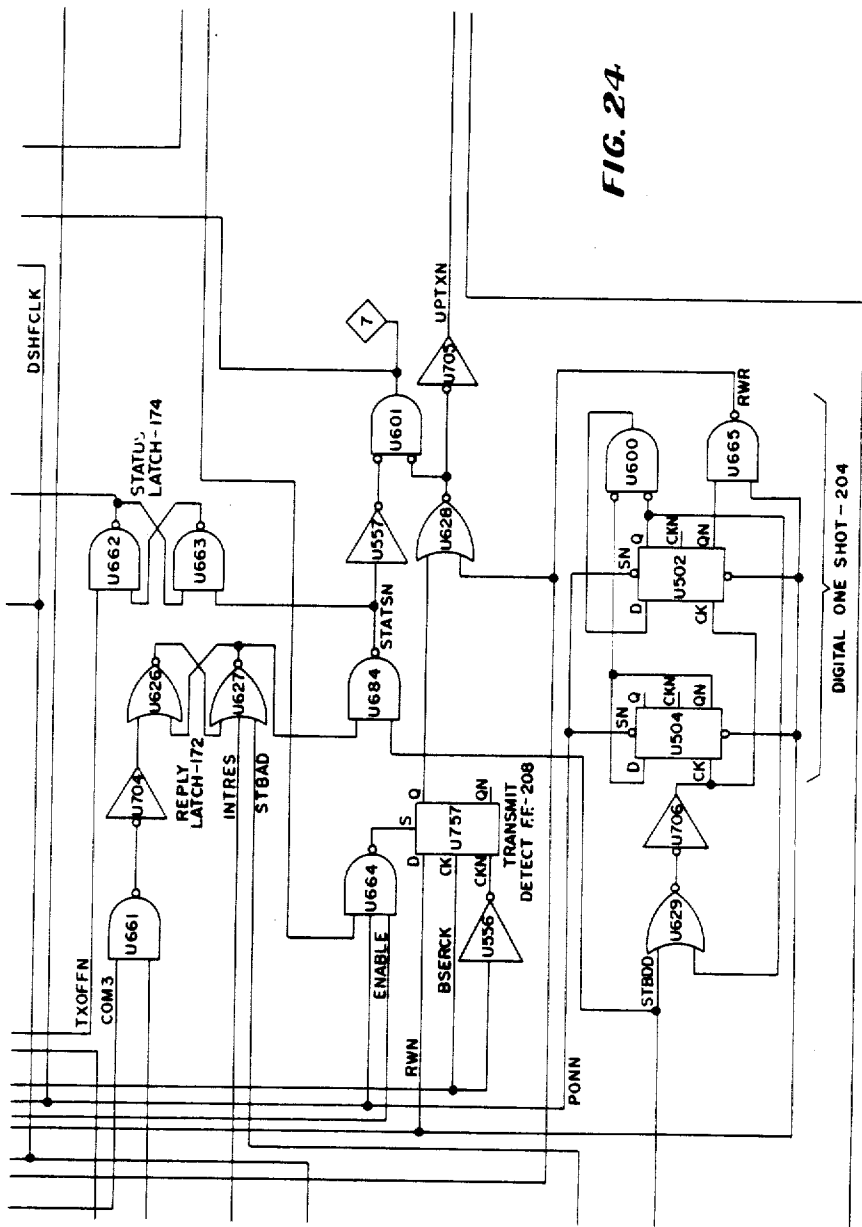 DSHFCLK
STATUS
LATCH-174
U662
U663
7
U601
UPTXN
U705
FIG. 24
TXOFFN
COM3
U661
U704
U626
REPLY
LATCH-172
U627
INTRES
STBAD
U684
STATSN
U557
U628
U664
ENABLE
RWN
BSERCK
D
S
Q
CK
U757
CKN
QN
U556
TRANSMIT
DETECT F.F.-208
PONN
STBDD
U629
U706
D
SN
Q
U504
CKN
CK
QN
D
SN
Q
U502
CKN
CK
QN
U600
U665
RWR
DIGITAL ONE SHOT-204